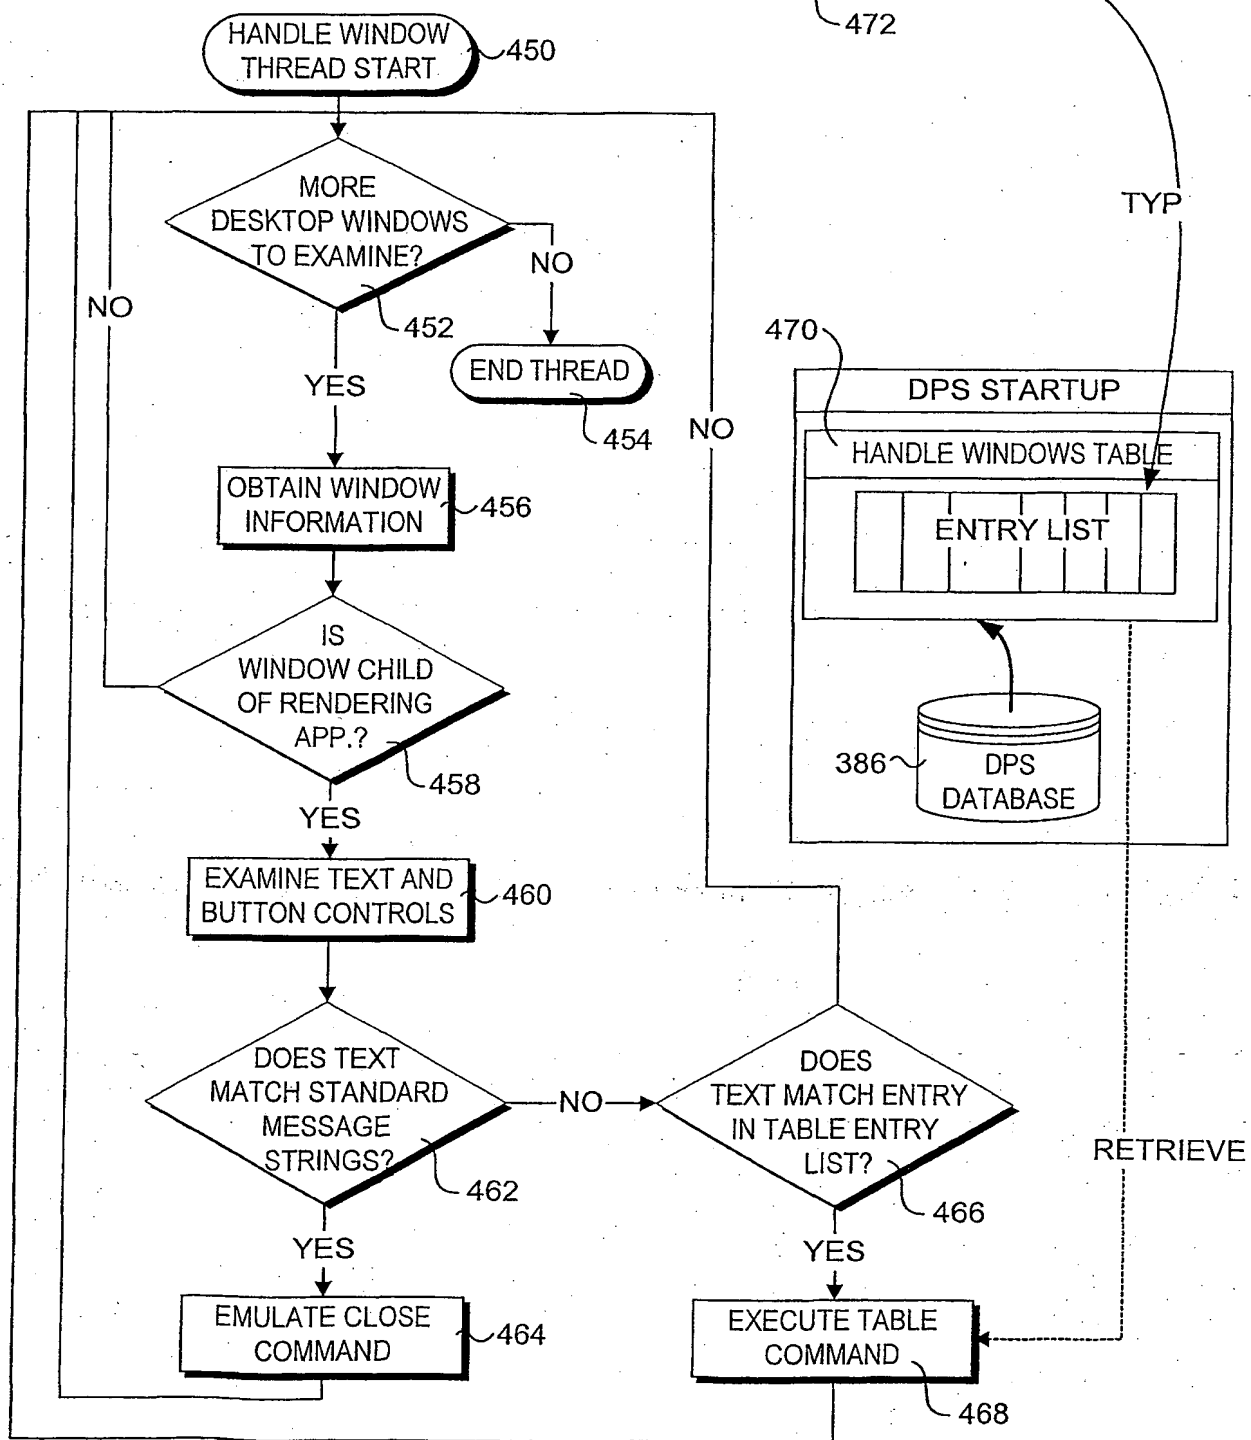 472
HANDLE WINDOW
THREAD START
450
MORE
DESKTOP WINDOWS
TO EXAMINE?
452
NO
END THREAD
454
NO
YES
NO
TYP
470
DPS STARTUP
HANDLE WINDOWS TABLE
ENTRY LIST
386
DPS
DATABASE
OBTAIN WINDOW
INFORMATION
456
IS
WINDOW CHILD
OF RENDERING
APP.?
458
YES
EXAMINE TEXT AND
BUTTON CONTROLS
460
DOES TEXT
MATCH STANDARD
MESSAGE
STRINGS?
462
NO
DOES
TEXT MATCH ENTRY
IN TABLE ENTRY
LIST?
466
RETRIEVE
YES
YES
EMULATE CLOSE
COMMAND
464
EXECUTE TABLE
COMMAND
468